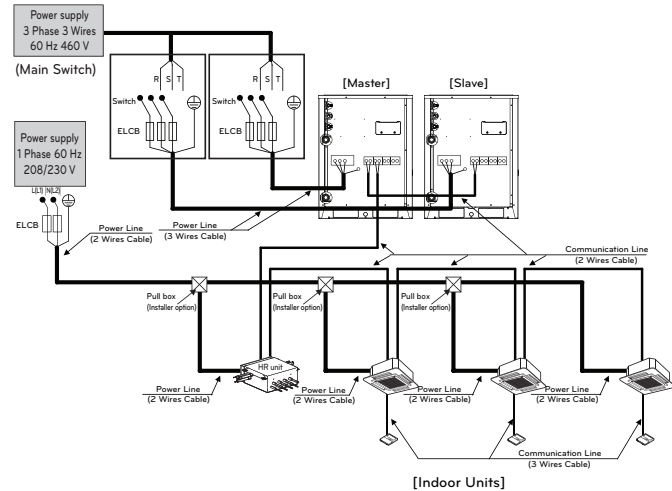 Power supply
3 Phase 3 Wires
60 Hz 460 V
(Main Switch)
R S T
Switch
ELCB
R S T
Switch
ELCB
[Master]
[Slave]
Power supply
1 Phase 60 Hz
208/230 V
L(L1) N(L2)
ELCB
Power Line
(2 Wires Cable)
Power Line
(3 Wires Cable)
Communication Line
(2 Wires Cable)
Pull box
(Installer option)
Pull box
(Installer option)
Pull box
(Installer option)
HR unit
Power Line
(2 Wires Cable)
Power Line
(2 Wires Cable)
Power Line
(2 Wires Cable)
Power Line
(2 Wires Cable)
Communication Line
(3 Wires Cable)
[Indoor Units]